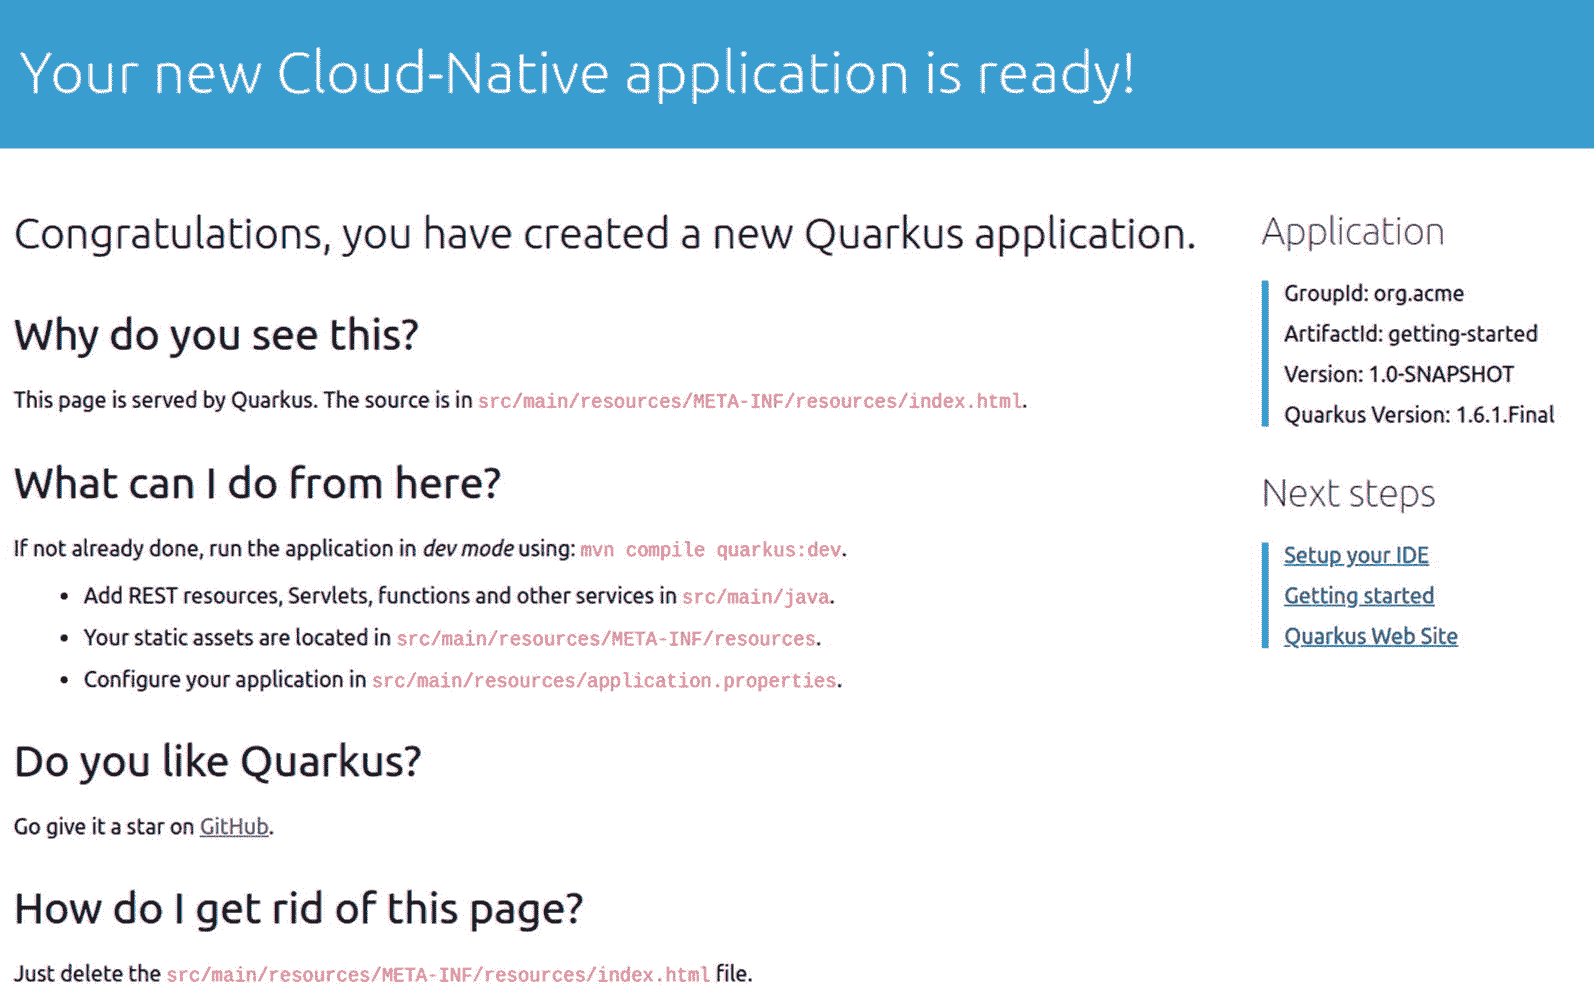 Your new Cloud-Native application is ready!
Congratulations, you have created a new Quarkus application.
Why do you see this?
This page is served by Quarkus. The source is in src/main/resources/META-INF/resources/index.html.
What can I do from here?
If not already done, run the application in dev mode using: mvn compile quarkus:dev.
• Add REST resources, Servlets, functions and other services in src/main/java.
• Your static assets are located in src/main/resources/META-INF/resources.
• Configure your application in src/main/resources/application.properties.
Do you like Quarkus?
Go give it a star on GitHub.
How do I get rid of this page?
Just delete the src/main/resources/META-INF/resources/index.html file.
Application
GroupId: org.acme
ArtifactId: getting-started
Version: 1.0-SNAPSHOT
Quarkus Version: 1.6.1.Final
Next steps
Setup your IDE
Getting started
Quarkus Web Site